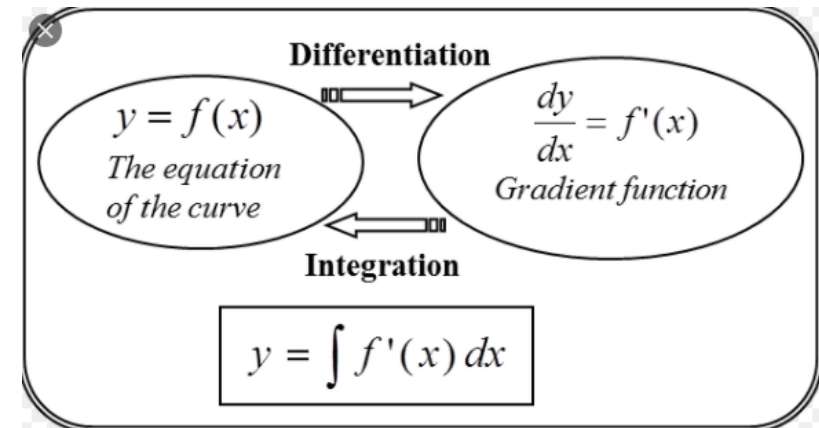 Differentiation
y = f(x)
The equation
of the curve
dy/dx = f'(x)
Gradient function
Integration
y = ∫ f'(x) dx